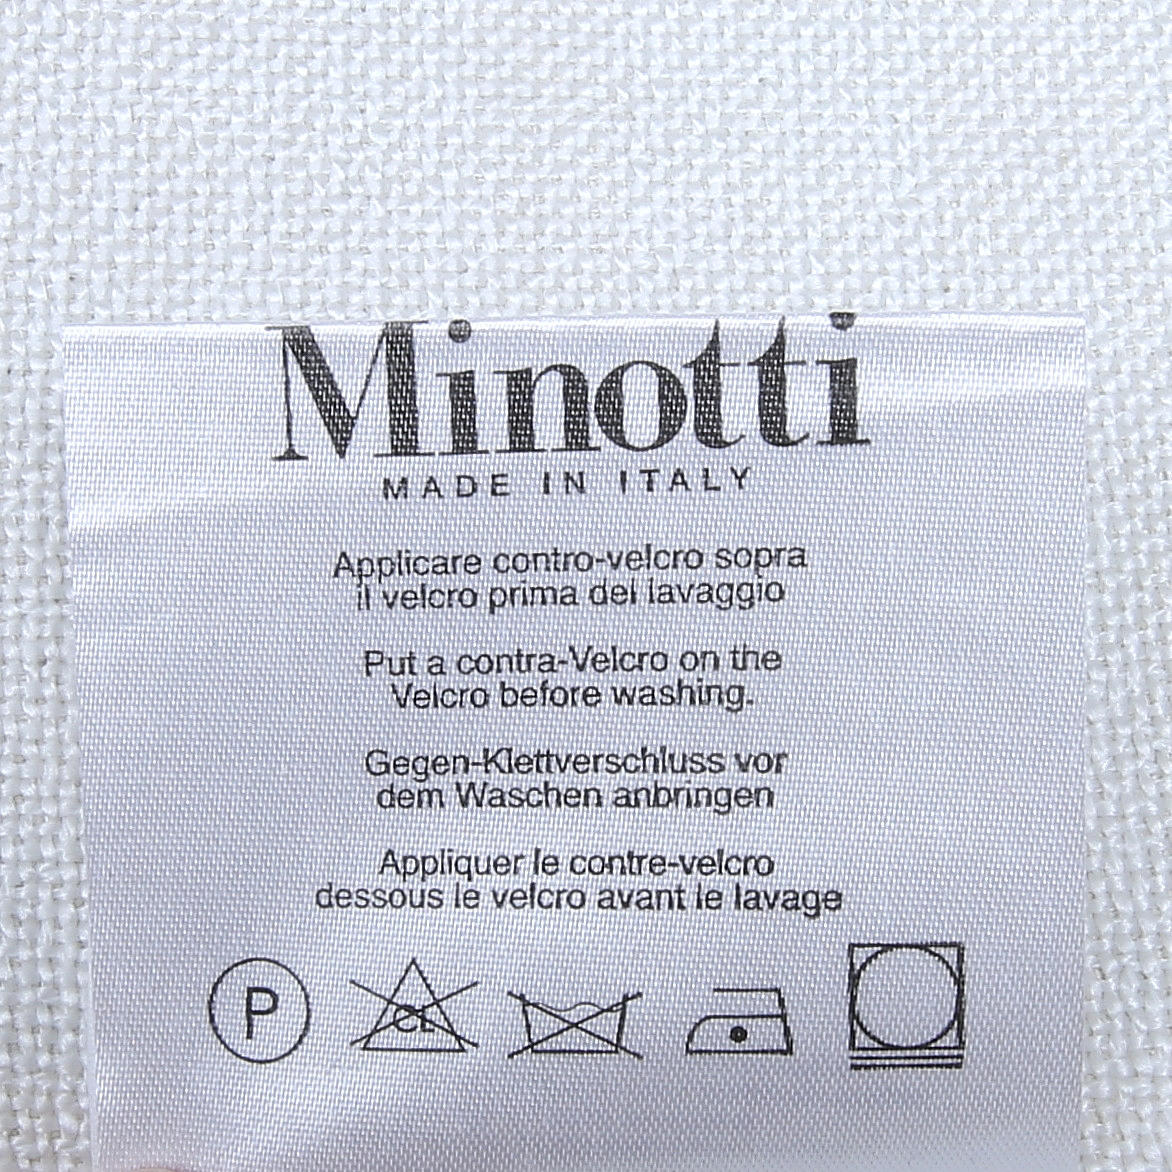 Minotti
MADE IN ITALY
Applicare contro-velcro sopra
il velcro prima del lavaggio
Put a contra-Velcro on the
Velcro before washing.
Gegen-Klettverschluss vor
dem Waschen anbringen
Appliquer le contre-velcro
dessous le velcro avant le lavage
P CL